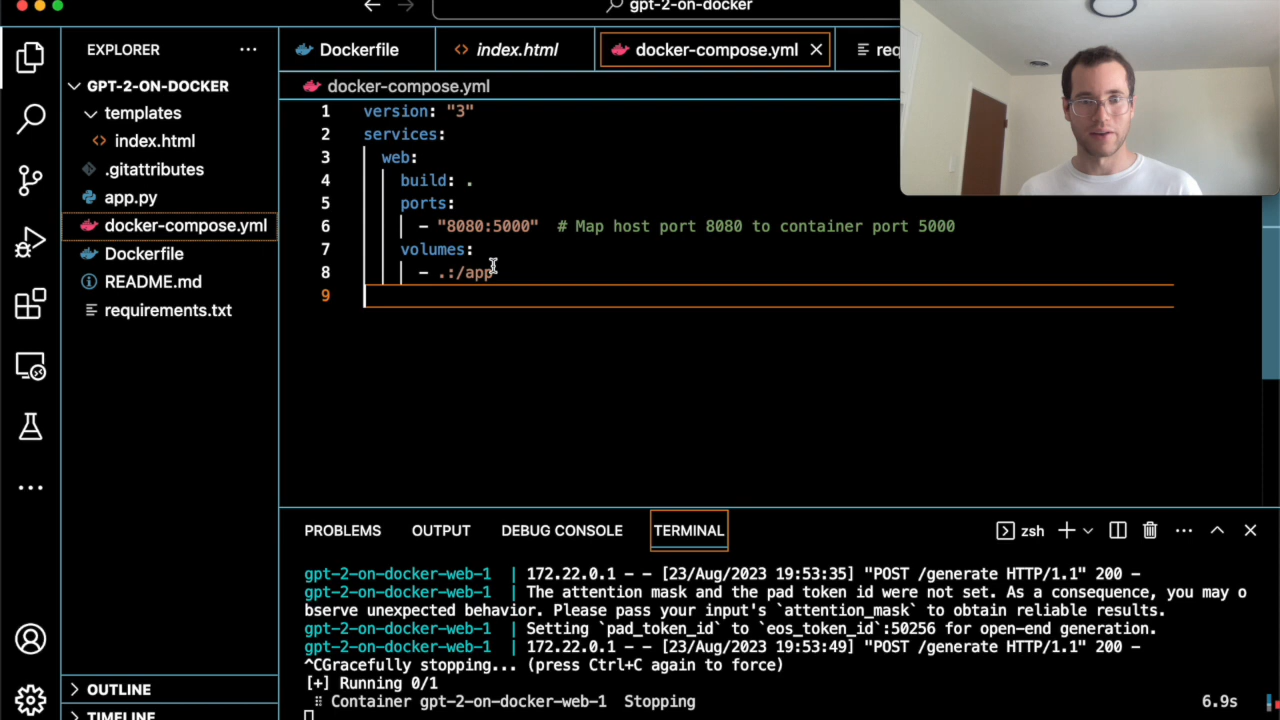 gpt-2-on-docker
EXPLORER
Dockerfile
index.html
docker-compose.yml
req
GPT-2-ON-DOCKER
docker-compose.yml
templates
index.html
.gitattributes
app.py
docker-compose.yml
Dockerfile
README.md
requirements.txt
OUTLINE
TIMELINE
1 version: "3"
2 services:
3 web:
4 build: .
5 ports:
6 - "8080:5000" # Map host port 8080 to container port 5000
7 volumes:
8 - .:/app
9
PROBLEMS OUTPUT DEBUG CONSOLE TERMINAL
zsh
gpt-2-on-docker-web-1 | 172.22.0.1 - - [23/Aug/2023 19:53:35] "POST /generate HTTP/1.1" 200 -
gpt-2-on-docker-web-1 | The attention mask and the pad token id were not set. As a consequence, you may o
bserve unexpected behavior. Please pass your input's `attention_mask` to obtain reliable results.
gpt-2-on-docker-web-1 | Setting `pad_token_id` to `eos_token_id`:50256 for open-end generation.
gpt-2-on-docker-web-1 | 172.22.0.1 - - [23/Aug/2023 19:53:49] "POST /generate HTTP/1.1" 200 -
^CGracefully stopping... (press Ctrl+C again to force)
[+] Running 0/1
⠿ Container gpt-2-on-docker-web-1 Stopping 6.9s